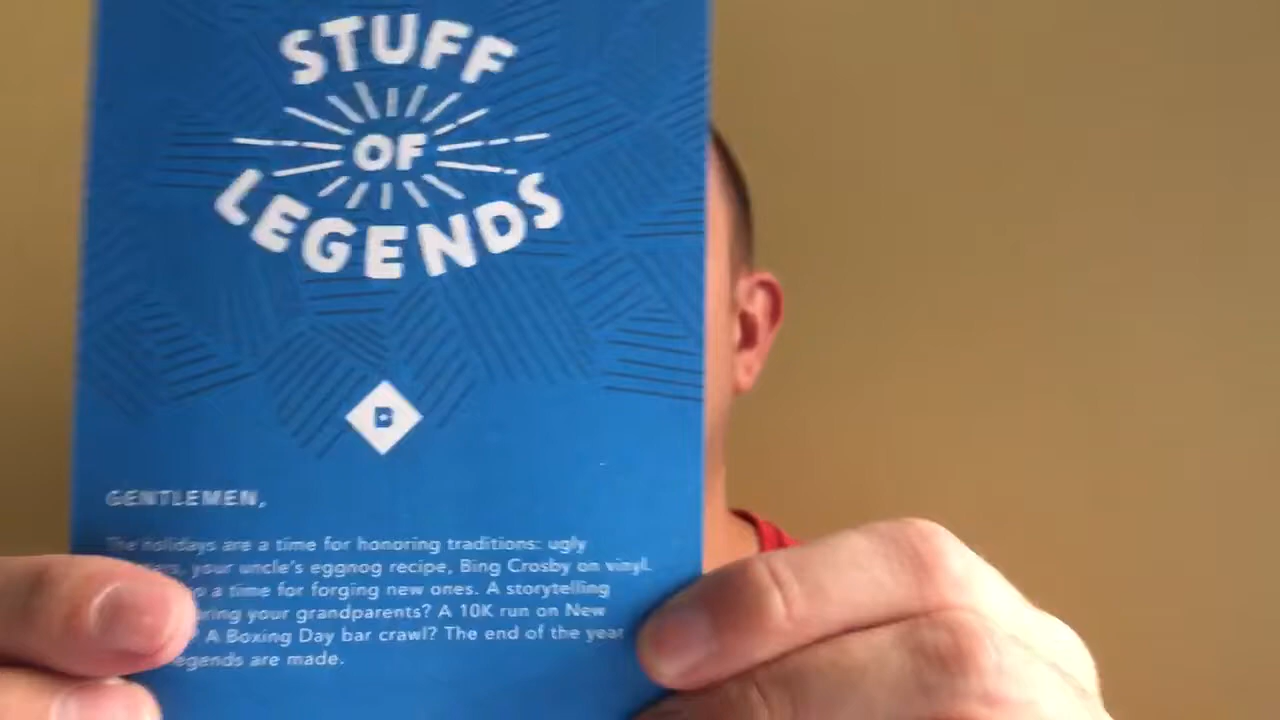 STUFF
OF
LEGENDS
B
GENTLEMEN,
The holidays are a time for honoring traditions: ugly
your uncle's eggnog recipe, Bing Crosby on vinyl.
a time for forging new ones. A storytelling
your grandparents? A 10K run on New
A Boxing Day bar crawl? The end of the year
legends are made.